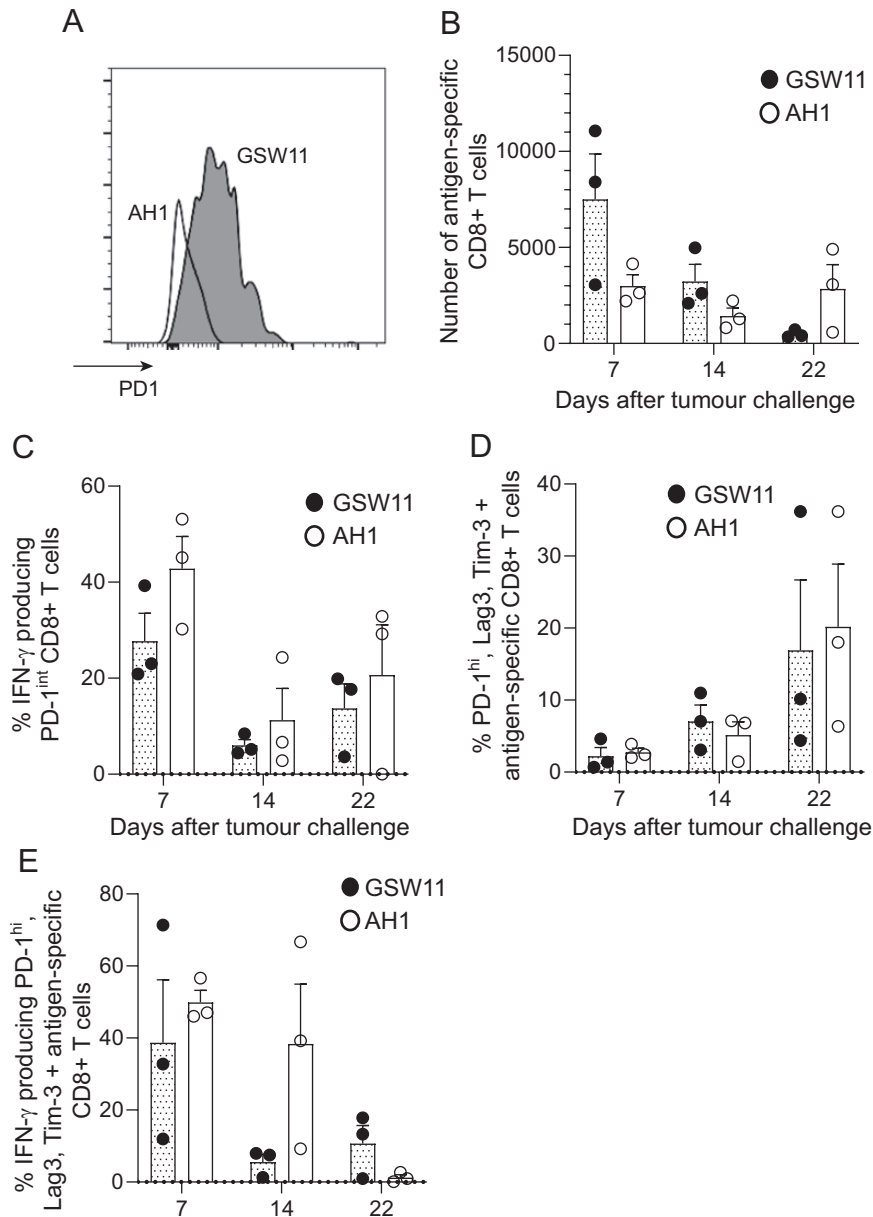 A
GSW11
AH1
PD1
B
Number of antigen-specific
CD8+ T cells
15000
10000
5000
0
GSW11
AH1
7
14
22
Days after tumour challenge
C
% IFN-γ producing
PD-1int CD8+ T cells
60
40
20
0
GSW11
AH1
7
14
22
Days after tumour challenge
D
% PD-1hi, Lag3, Tim-3 +
antigen-specific CD8+ T cells
40
30
20
10
0
GSW11
AH1
7
14
22
Days after tumour challenge
E
% IFN-γ producing PD-1hi,
Lag3, Tim-3 + antigen-specific
CD8+ T cells
80
60
40
20
0
GSW11
AH1
7
14
22